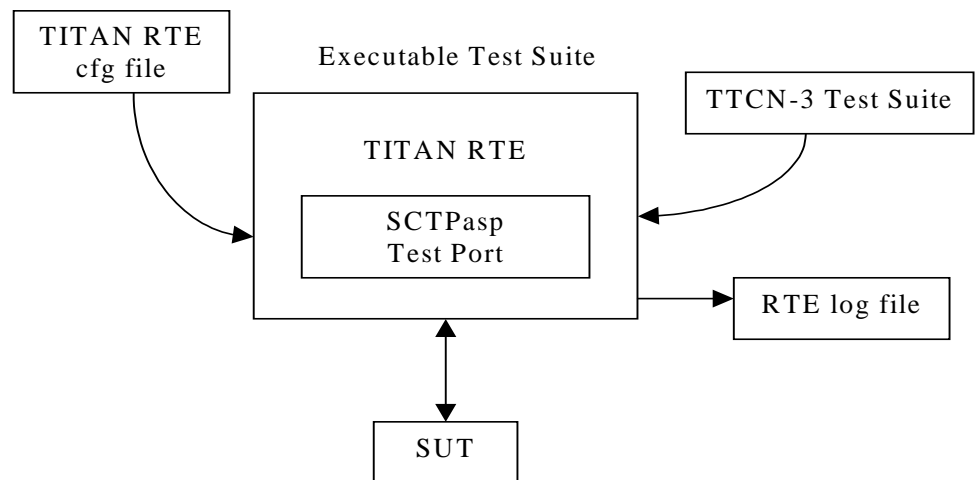 TITAN RTE
cfg file
Executable Test Suite
TTCN-3 Test Suite
TITAN RTE
SCTPasp
Test Port
RTE log file
SUT